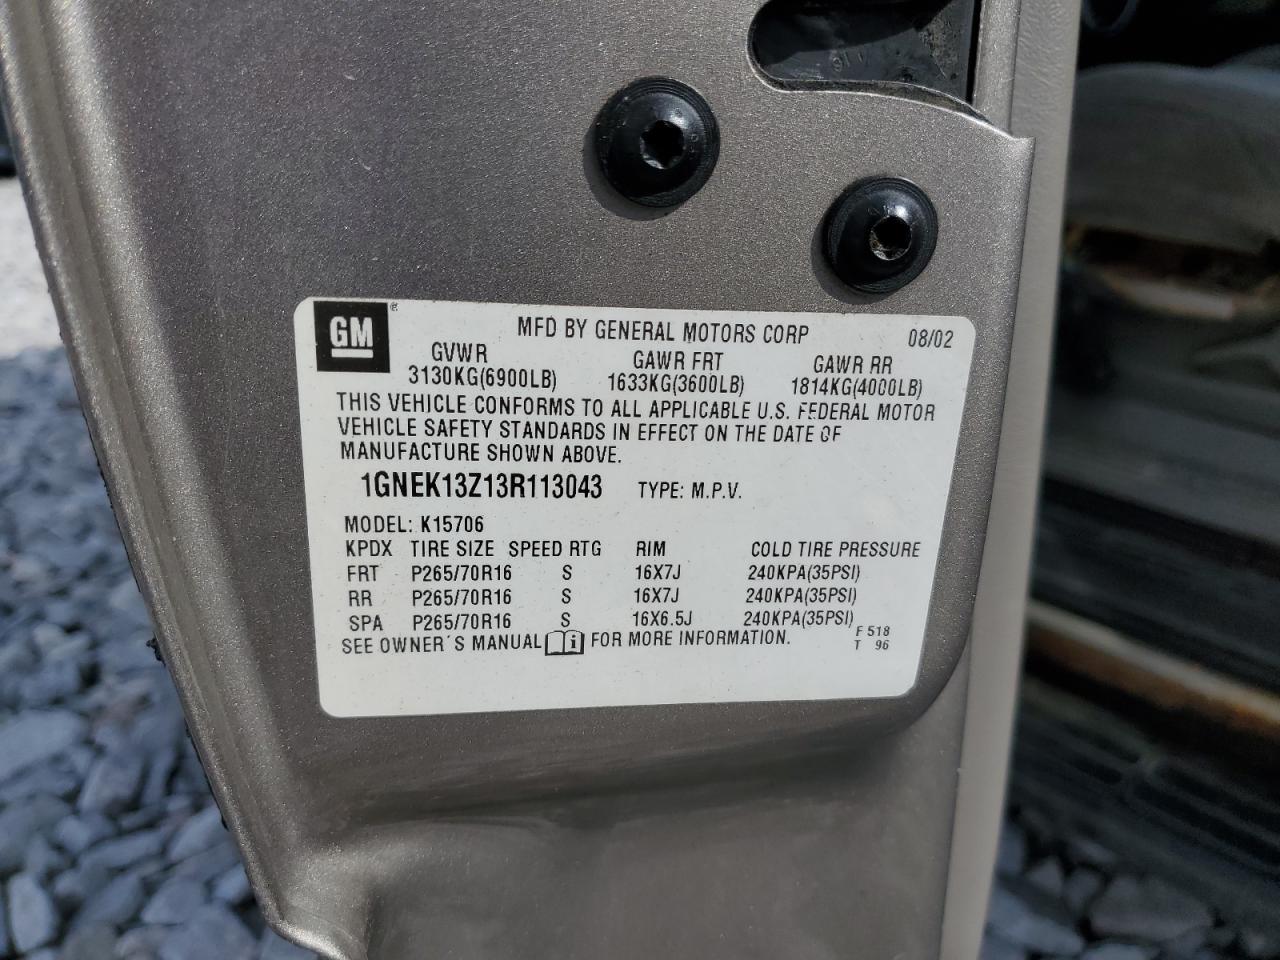 GM ® MFD BY GENERAL MOTORS CORP 08/02
GVWR GAWR FRT GAWR RR
3130KG(6900LB) 1633KG(3600LB) 1814KG(4000LB)
THIS VEHICLE CONFORMS TO ALL APPLICABLE U.S. FEDERAL MOTOR
VEHICLE SAFETY STANDARDS IN EFFECT ON THE DATE OF
MANUFACTURE SHOWN ABOVE.
1GNEK13Z13R113043 TYPE: M.P.V.
MODEL: K15706
KPDX TIRE SIZE SPEED RTG RIM COLD TIRE PRESSURE
FRT P265/70R16 S 16X7J 240KPA(35PSI)
RR P265/70R16 S 16X7J 240KPA(35PSI)
SPA P265/70R16 S 16X6.5J 240KPA(35PSI)
SEE OWNER´S MANUAL i FOR MORE INFORMATION. F 518
T 96